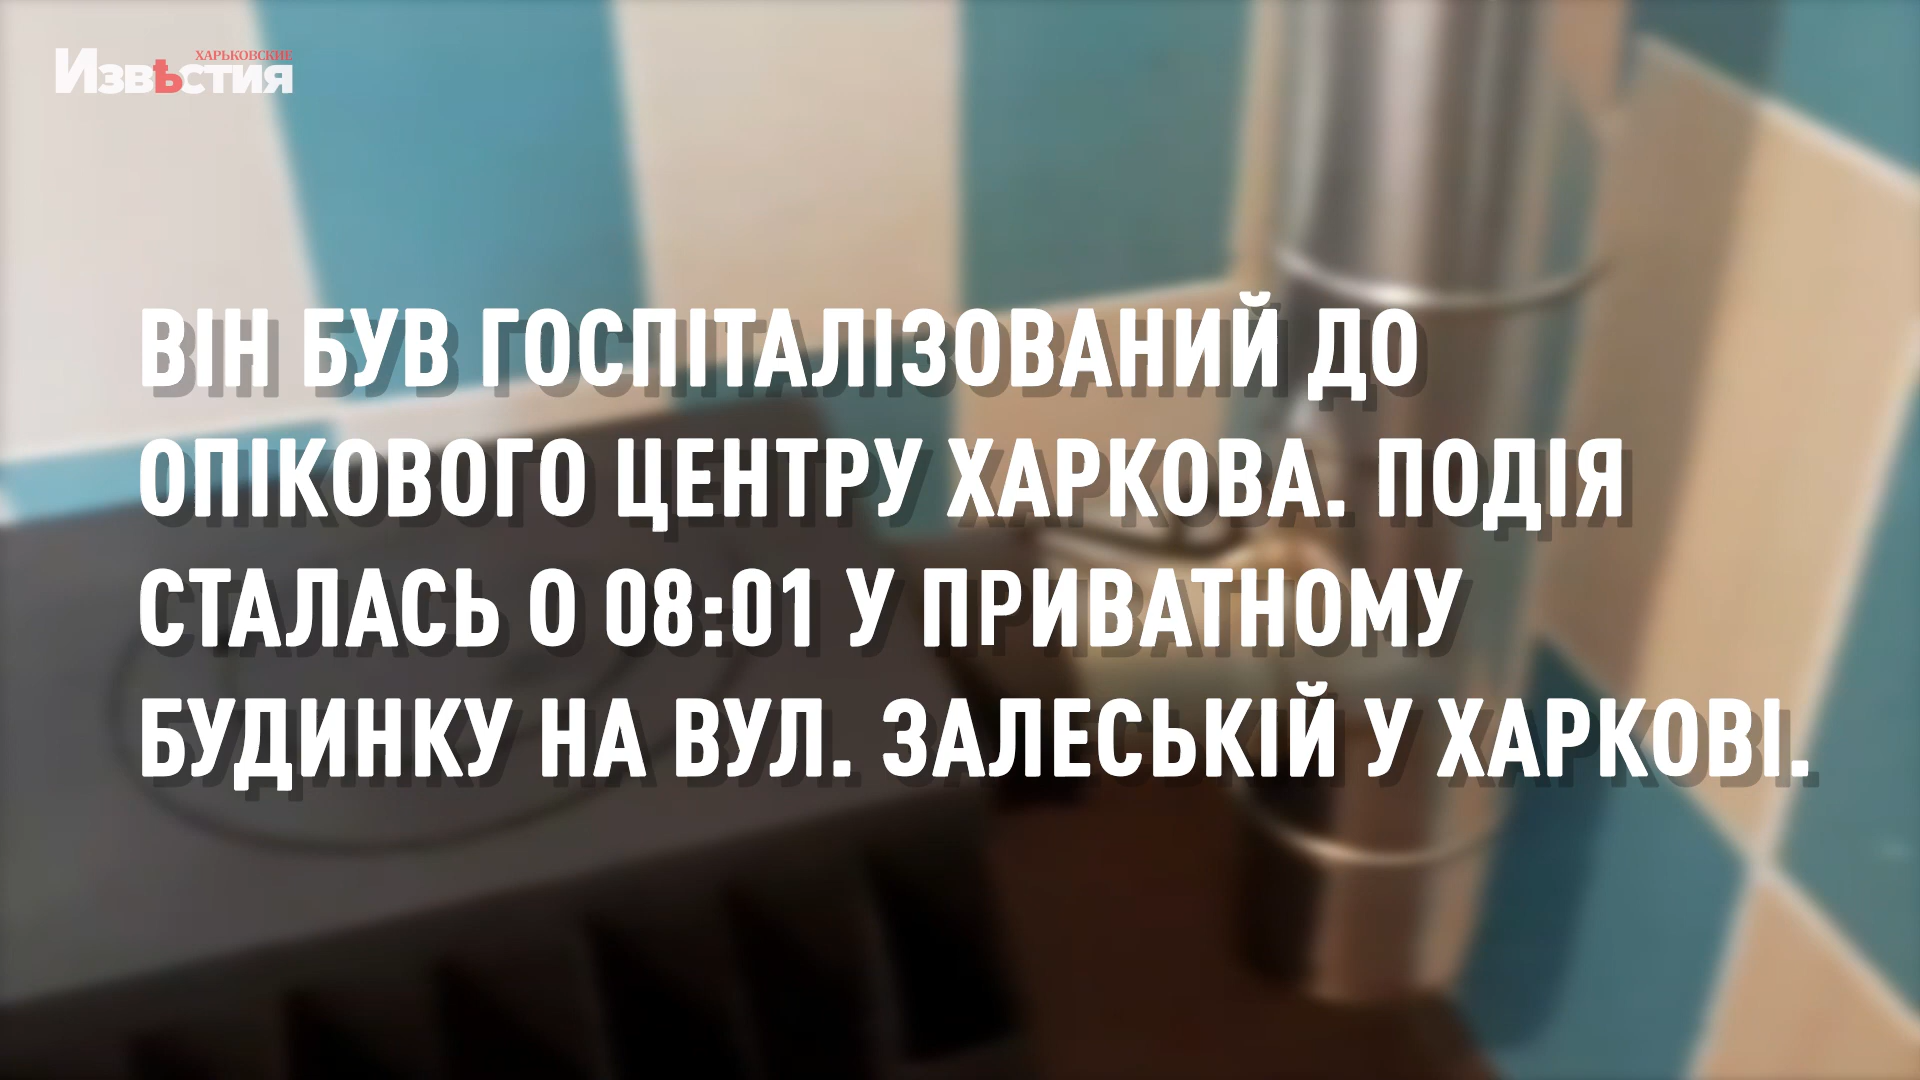 ХАРЬКОВСКИЕ
ИЗВѢСТИЯ
ВІН БУВ ГОСПІТАЛІЗОВАНИЙ ДО
ОПІКОВОГО ЦЕНТРУ ХАРКОВА. ПОДІЯ
СТАЛАСЬ О 08:01 У ПРИВАТНОМУ
БУДИНКУ НА ВУЛ. ЗАЛЕСЬКІЙ У ХАРКОВІ.